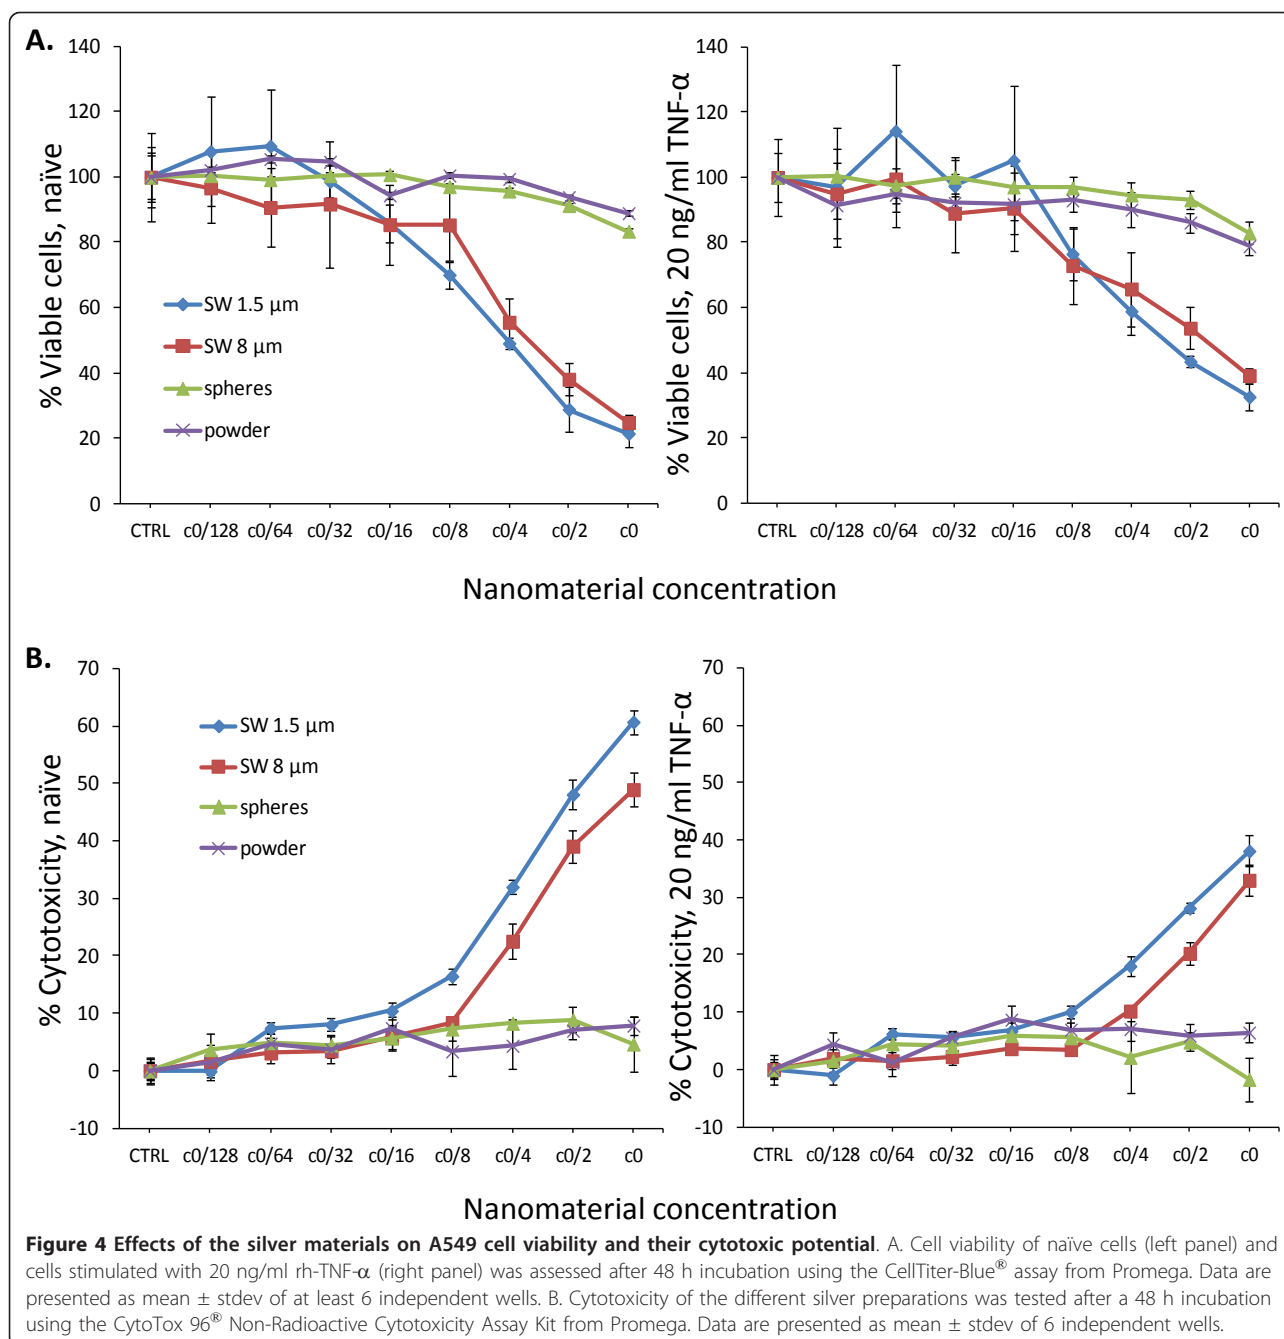 A.
140
120
100
80
60
40
20
0
% Viable cells, naïve
SW 1.5 µm
SW 8 µm
spheres
powder
CTRL c0/128 c0/64 c0/32 c0/16 c0/8 c0/4 c0/2 c0
140
120
100
80
60
40
20
0
% Viable cells, 20 ng/ml TNF-α
CTRL c0/128 c0/64 c0/32 c0/16 c0/8 c0/4 c0/2 c0
Nanomaterial concentration
B.
70
60
50
40
30
20
10
0
-10
% Cytotoxicity, naïve
SW 1.5 µm
SW 8 µm
spheres
powder
CTRL c0/128 c0/64 c0/32 c0/16 c0/8 c0/4 c0/2 c0
70
60
50
40
30
20
10
0
-10
% Cytotoxicity, 20 ng/ml TNF-α
CTRL c0/128 c0/64 c0/32 c0/16 c0/8 c0/4 c0/2 c0
Nanomaterial concentration
Figure 4 Effects of the silver materials on A549 cell viability and their cytotoxic potential. A. Cell viability of naïve cells (left panel) and
cells stimulated with 20 ng/ml rh-TNF-α (right panel) was assessed after 48 h incubation using the CellTiter-Blue® assay from Promega. Data are
presented as mean ± stdev of at least 6 independent wells. B. Cytotoxicity of the different silver preparations was tested after a 48 h incubation
using the CytoTox 96® Non-Radioactive Cytotoxicity Assay Kit from Promega. Data are presented as mean ± stdev of 6 independent wells.